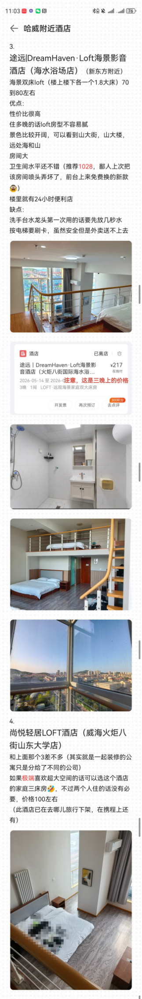 11:03
76
哈威附近酒店
3.
途远|DreamHaven·Loft海景影音
酒店（海水浴场店）（新东方附近）
海景双床loft（楼上楼下各一个1.8大床）70
到80左右
优点：
性价比很高
住多晚的话loft房型不容易腻
景色比较开阔，可以看到山大街，山大楼，
远处海和山
房间大
卫生间水平还不错（推荐1028，鄙人上次把
该房间喷头弄坏了，前台上来免费换的新款
）
楼里就有24小时便利店
缺点：
洗手台水龙头第一次用的话要先放几秒水
按电梯要刷卡，虽然安全但是外卖送不上去
酒店
已离店
途远｜DreamHaven·Loft海景影
¥217
音酒店（火炬八街国际海水浴...
在线付
2026-05-14 至 2026-0
注意，这是三晚上的价格
3晚 1间 LOFT·远观海景家庭双大床房
300积分
开发票
再次预订
去点评
4.
尚悦轻居LOFT酒店（威海火炬八
街山东大学店）
和上面那个3差不多（其实就是一起装修的公
寓只是分给了不同的公司）
如果极端喜欢超大空间的话可以选这个酒店
的家庭三床房，不过两个人住的话没有必
要，价格100左右
（此酒店已在去哪儿旅行下架，在携程上还
有）